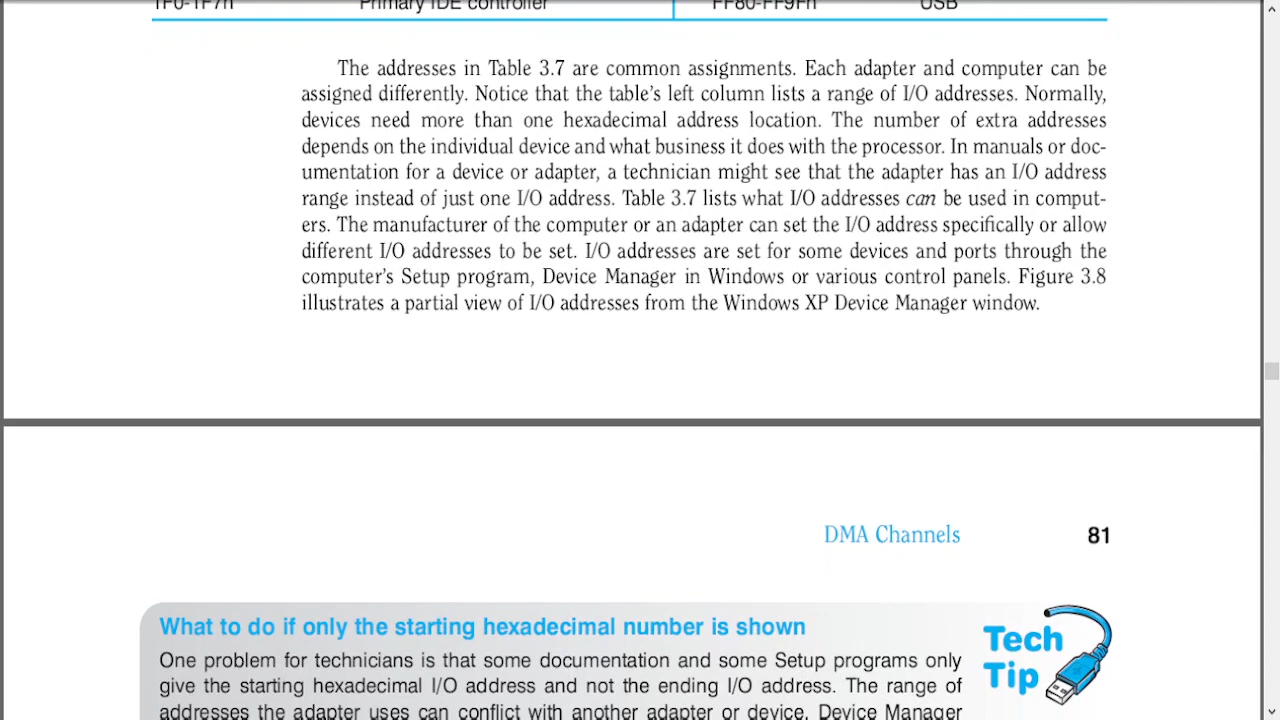 1F0-1F7h Primary IDE controller FF80-FF9Fh USB
The addresses in Table 3.7 are common assignments. Each adapter and computer can be
assigned differently. Notice that the table's left column lists a range of I/O addresses. Normally,
devices need more than one hexadecimal address location. The number of extra addresses
depends on the individual device and what business it does with the processor. In manuals or doc-
umentation for a device or adapter, a technician might see that the adapter has an I/O address
range instead of just one I/O address. Table 3.7 lists what I/O addresses can be used in comput-
ers. The manufacturer of the computer or an adapter can set the I/O address specifically or allow
different I/O addresses to be set. I/O addresses are set for some devices and ports through the
computer's Setup program, Device Manager in Windows or various control panels. Figure 3.8
illustrates a partial view of I/O addresses from the Windows XP Device Manager window.
DMA Channels 81
What to do if only the starting hexadecimal number is shown
Tech
Tip
One problem for technicians is that some documentation and some Setup programs only
give the starting hexadecimal I/O address and not the ending I/O address. The range of
addresses the adapter uses can conflict with another adapter or device. Device Manager